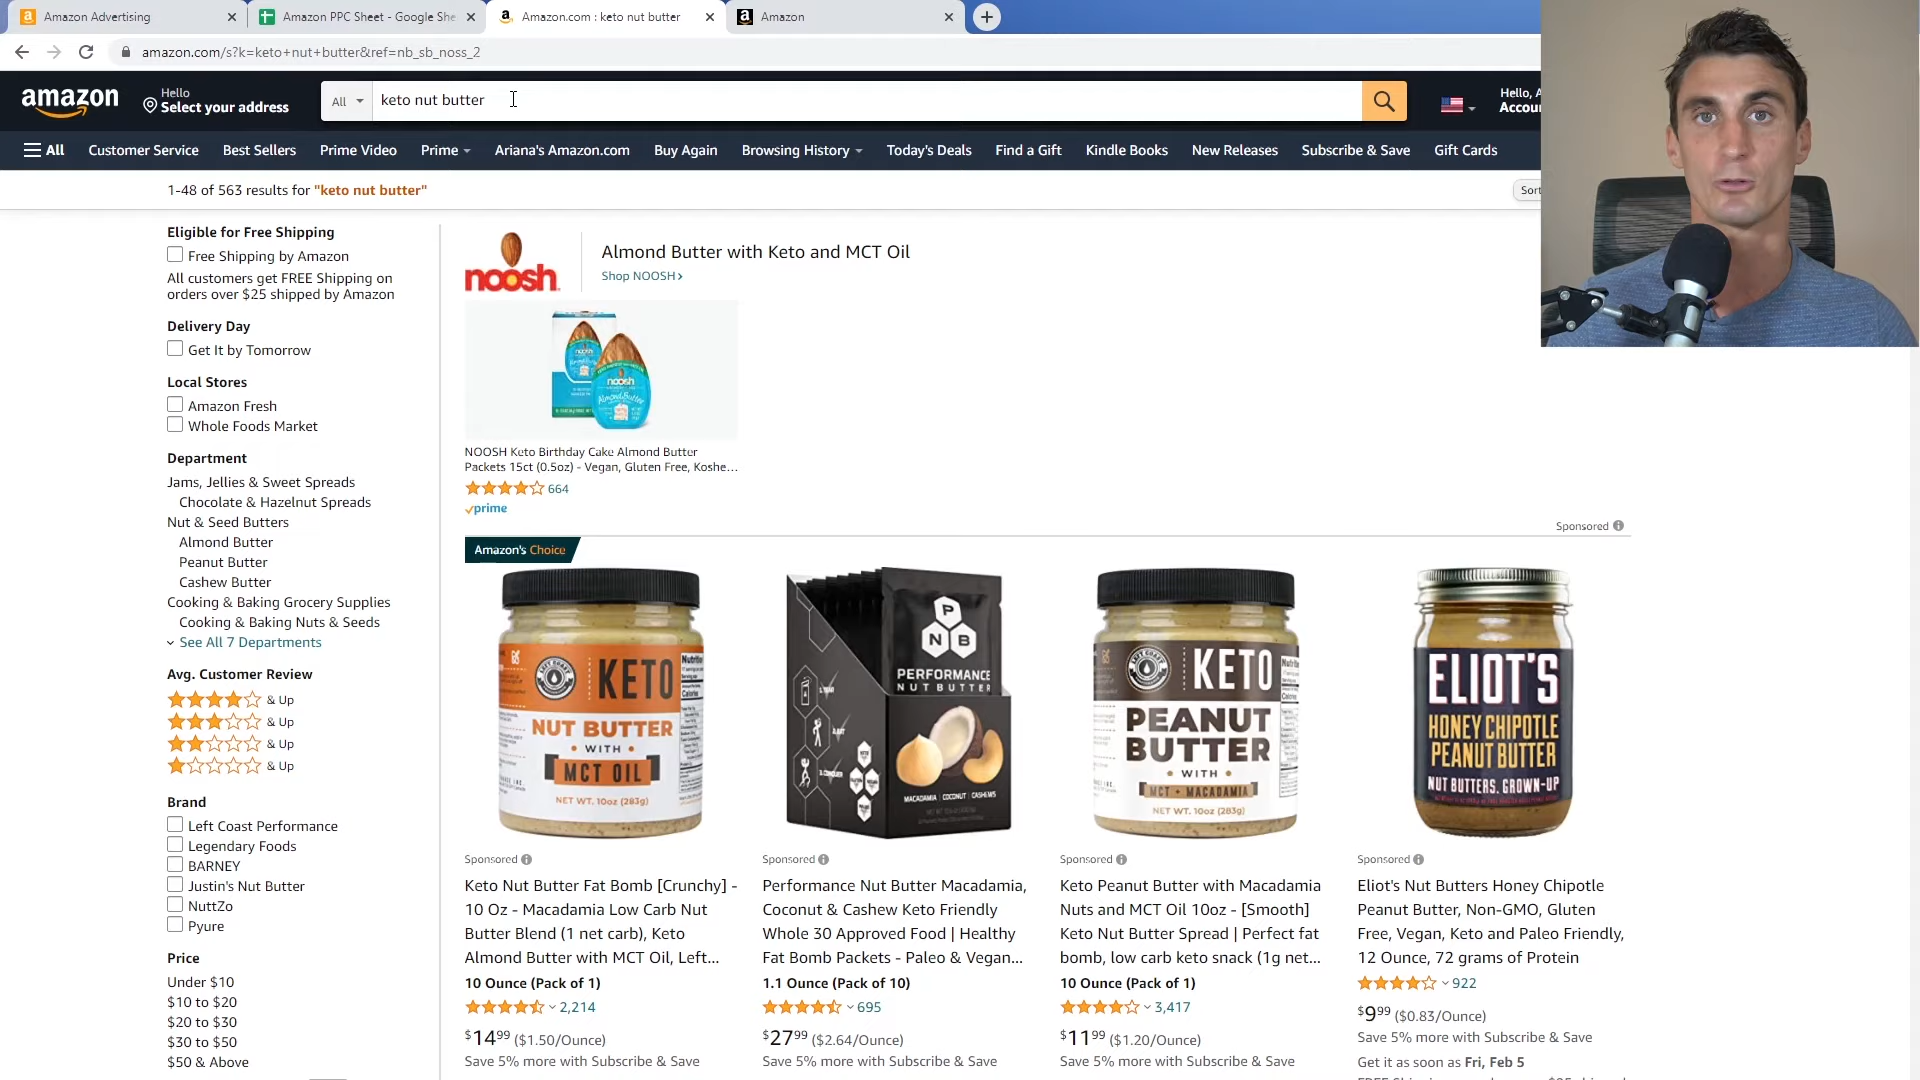 Amazon Advertising
Amazon PPC Sheet - Google She
Amazon.com : keto nut butter
Amazon
amazon.com/s?k=keto+nut+butter&ref=nb_sb_noss_2
amazon
Hello
Select your address
All
keto nut butter
Hello, A
Accou
All
Customer Service
Best Sellers
Prime Video
Prime
Ariana's Amazon.com
Buy Again
Browsing History
Today's Deals
Find a Gift
Kindle Books
New Releases
Subscribe & Save
Gift Cards
1-48 of 563 results for "keto nut butter"
Sort
Eligible for Free Shipping
Free Shipping by Amazon
All customers get FREE Shipping on
orders over $25 shipped by Amazon
Delivery Day
Get It by Tomorrow
Local Stores
Amazon Fresh
Whole Foods Market
Department
Jams, Jellies & Sweet Spreads
Chocolate & Hazelnut Spreads
Nut & Seed Butters
Almond Butter
Peanut Butter
Cashew Butter
Cooking & Baking Grocery Supplies
Cooking & Baking Nuts & Seeds
See All 7 Departments
Avg. Customer Review
& Up
& Up
& Up
& Up
Brand
Left Coast Performance
Legendary Foods
BARNEY
Justin's Nut Butter
NuttZo
Pyure
Price
Under $10
$10 to $20
$20 to $30
$30 to $50
$50 & Above
noosh
Almond Butter with Keto and MCT Oil
Shop NOOSH ›
noosh
Almond Butter
NOOSH Keto Birthday Cake Almond Butter
Packets 15ct (0.5oz) - Vegan, Gluten Free, Koshe...
664
prime
Sponsored
Amazon's Choice
KETO
NUT BUTTER
WITH
MCT OIL
NET WT. 10oz (283g)
Sponsored
Keto Nut Butter Fat Bomb [Crunchy] -
10 Oz - Macadamia Low Carb Nut
Butter Blend (1 net carb), Keto
Almond Butter with MCT Oil, Left...
10 Ounce (Pack of 1)
2,214
$14.99 ($1.50/Ounce)
Save 5% more with Subscribe & Save
P
N B
PERFORMANCE
NUT BUTTER
MACADAMIA | COCONUT | CASHEWS
Sponsored
Performance Nut Butter Macadamia,
Coconut & Cashew Keto Friendly
Whole 30 Approved Food | Healthy
Fat Bomb Packets - Paleo & Vegan...
1.1 Ounce (Pack of 10)
695
$27.99 ($2.64/Ounce)
Save 5% more with Subscribe & Save
KETO
PEANUT
BUTTER
WITH
MCT • MACADAMIA
NET WT. 10oz (283g)
Sponsored
Keto Peanut Butter with Macadamia
Nuts and MCT Oil 10oz - [Smooth]
Keto Nut Butter Spread | Perfect fat
bomb, low carb keto snack (1g net...
10 Ounce (Pack of 1)
3,417
$11.99 ($1.20/Ounce)
Save 5% more with Subscribe & Save
ELIOT'S
HONEY CHIPOTLE
PEANUT BUTTER
NUT BUTTERS, GROWN-UP
Sponsored
Eliot's Nut Butters Honey Chipotle
Peanut Butter, Non-GMO, Gluten
Free, Vegan, Keto and Paleo Friendly,
12 Ounce, 72 grams of Protein
922
$9.99 ($0.83/Ounce)
Save 5% more with Subscribe & Save
Get it as soon as Fri, Feb 5